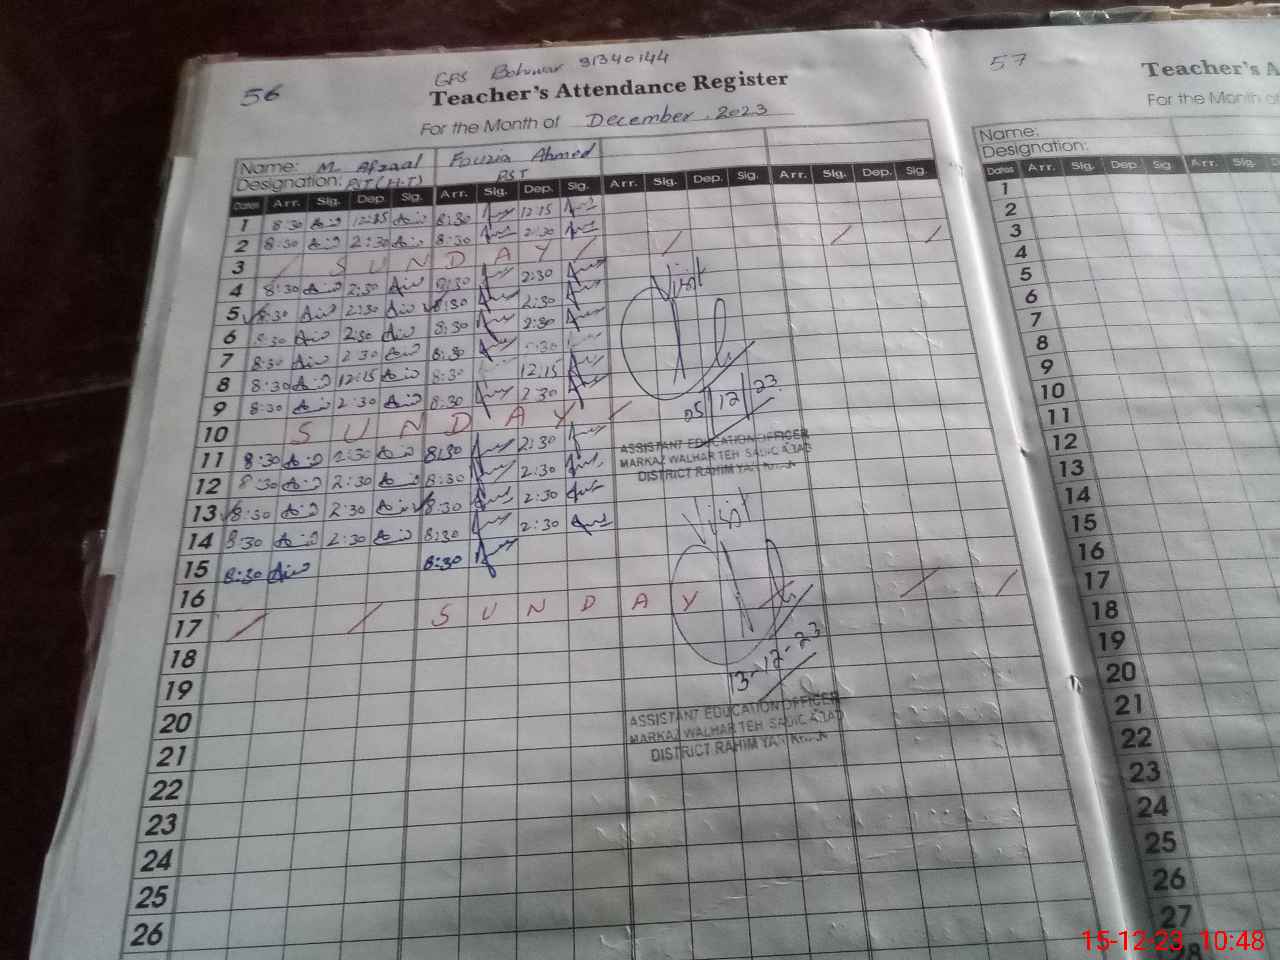 56
GPS Bohuwar 31340144
Teacher's Attendance Register
For the Month of December, 2023
Name: M. Afzaal Fouzia Ahmed
Designation: PST (H-T) PST
Dates Arr. Sig. Dep. Sig. Arr. Sig. Dep. Sig. Arr. Sig. Dep. Sig. Arr. Sig. Dep. Sig.
1 8:30 8:30 12:15
2 8:30 2:30 8:30 2:30
3 SUNDAY
4 8:30 2:30 8:30 2:30
5 8:30 2:30 8:30 2:30
6 8:30 2:30 8:30 2:30
7 8:30 2:30 8:30
8 8:30 12:15 8:30 12:15
9 8:30 2:30 8:30 2:30
10 SUNDAY
11 8:30 2:30 8:30 2:30
12 8:30 2:30 8:30 2:30
13 8:30 2:30 8:30 2:30
14 8:30 2:30 8:30 2:30
15 8:30 8:30
16
17 SUNDAY
18
19
20
21
22
23
24
25
26
Visit
05/12/23
ASSISTANT EDUCATION OFFICER
MARKAZ WALHAR TEH SADIQABAD
DISTRICT RAHIM YAR KHAN
Visit
13-12-23
ASSISTANT EDUCATION OFFICER
MARKAZ WALHAR TEH SADIQABAD
DISTRICT RAHIM YAR KHAN
57
Teacher's A
For the Month of
Name:
Designation:
Dates Arr. Sig. Dep. Sig. Arr. Sig.
1
2
3
4
5
6
7
8
9
10
11
12
13
14
15
16
17
18
19
20
21
22
23
24
25
26
27
28
15-12-23 10:48